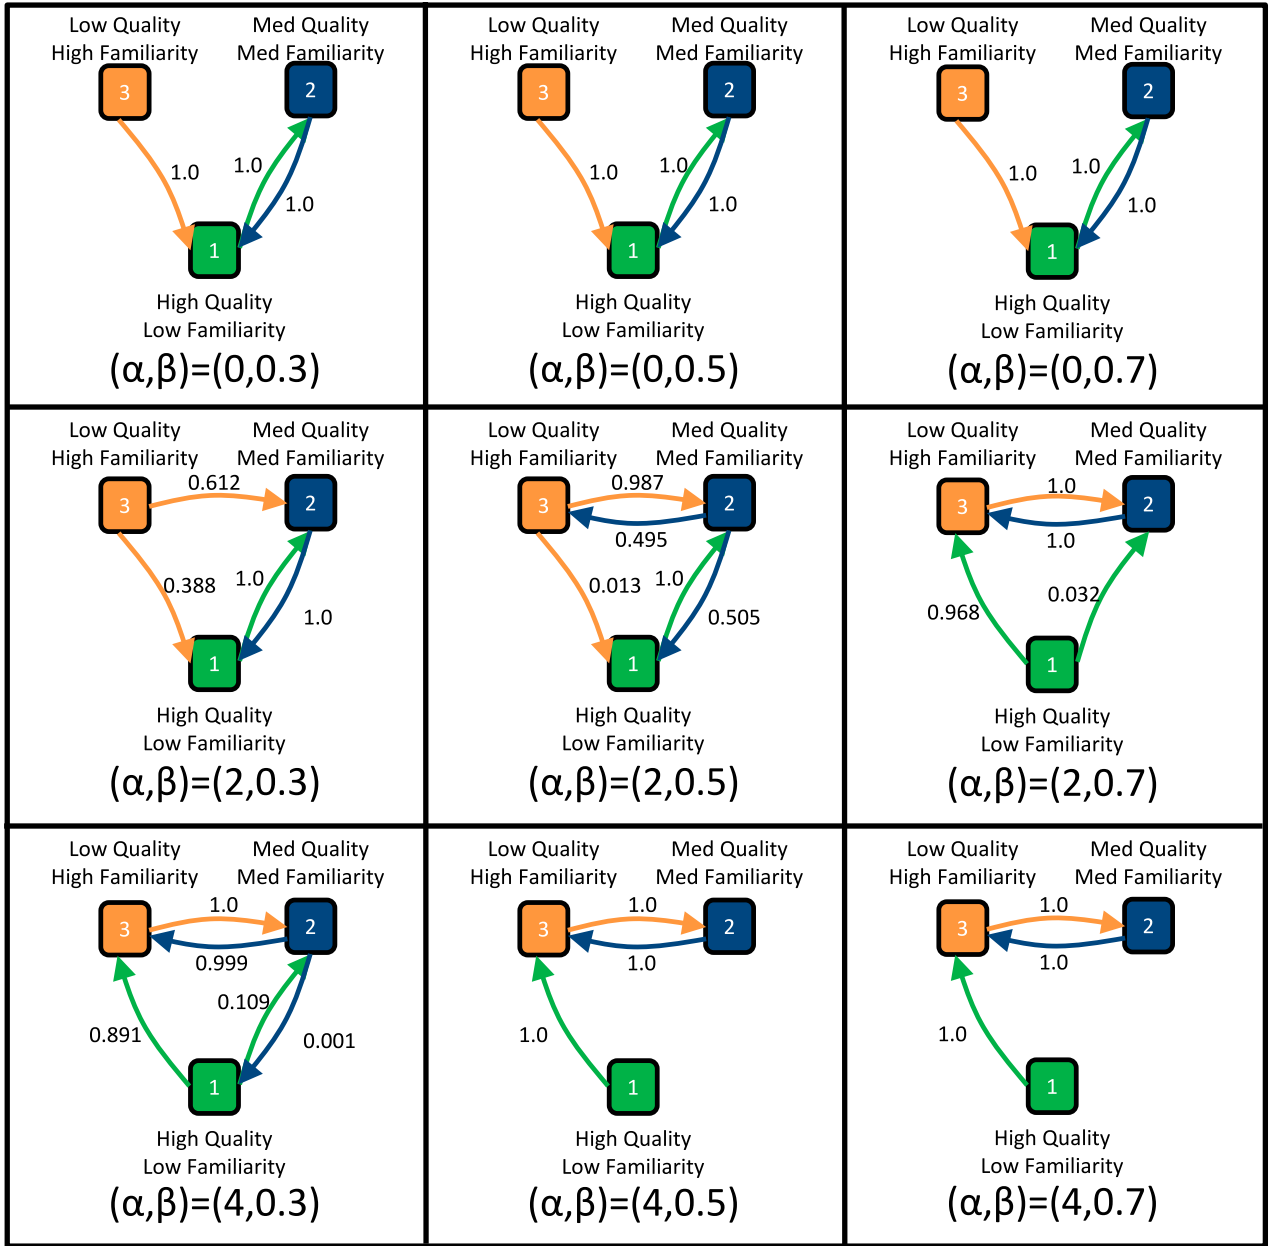 Low Quality Med Quality
High Familiarity Med Familiarity
3 2
1.0 1.0
1.0
1
High Quality
Low Familiarity
(α,β)=(0,0.3)
Low Quality Med Quality
High Familiarity Med Familiarity
3 2
1.0 1.0
1.0
1
High Quality
Low Familiarity
(α,β)=(0,0.5)
Low Quality Med Quality
High Familiarity Med Familiarity
3 2
1.0 1.0
1.0
1
High Quality
Low Familiarity
(α,β)=(0,0.7)
Low Quality Med Quality
High Familiarity Med Familiarity
0.612
3 2
0.388 1.0
1.0
1
High Quality
Low Familiarity
(α,β)=(2,0.3)
Low Quality Med Quality
High Familiarity Med Familiarity
0.987
3 2
0.495
0.013 1.0
0.505
1
High Quality
Low Familiarity
(α,β)=(2,0.5)
Low Quality Med Quality
High Familiarity Med Familiarity
1.0
3 2
1.0
0.968 0.032
1
High Quality
Low Familiarity
(α,β)=(2,0.7)
Low Quality Med Quality
High Familiarity Med Familiarity
1.0
3 2
0.999
0.109
0.891 0.001
1
High Quality
Low Familiarity
(α,β)=(4,0.3)
Low Quality Med Quality
High Familiarity Med Familiarity
1.0
3 2
1.0
1.0
1
High Quality
Low Familiarity
(α,β)=(4,0.5)
Low Quality Med Quality
High Familiarity Med Familiarity
1.0
3 2
1.0
1.0
1
High Quality
Low Familiarity
(α,β)=(4,0.7)